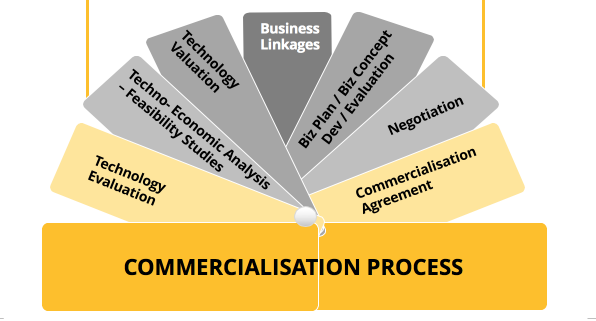 Technology
Evaluation
Techno- Economic Analysis
– Feasibility Studies
Technology
Valuation
Business
Linkages
Biz Plan / Biz Concept
Dev / Evaluation
Negotiation
Commercialisation
Agreement
COMMERCIALISATION PROCESS